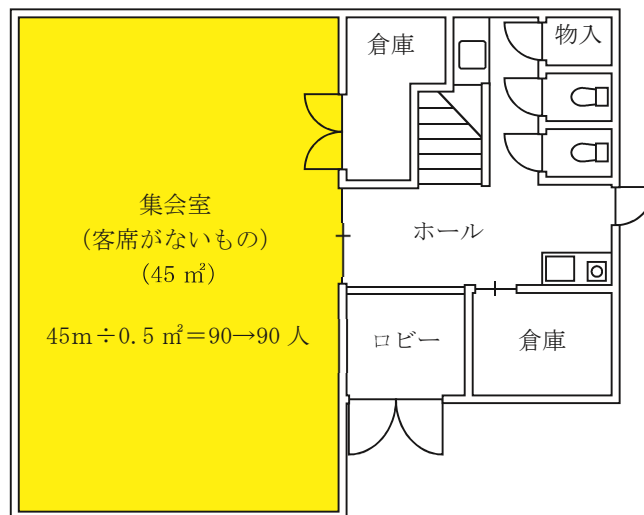 倉庫
物入
集会室
（客席がないもの）
（45 ㎡）
ホール
45m÷0.5 ㎡＝90→90 人
ロビー
倉庫